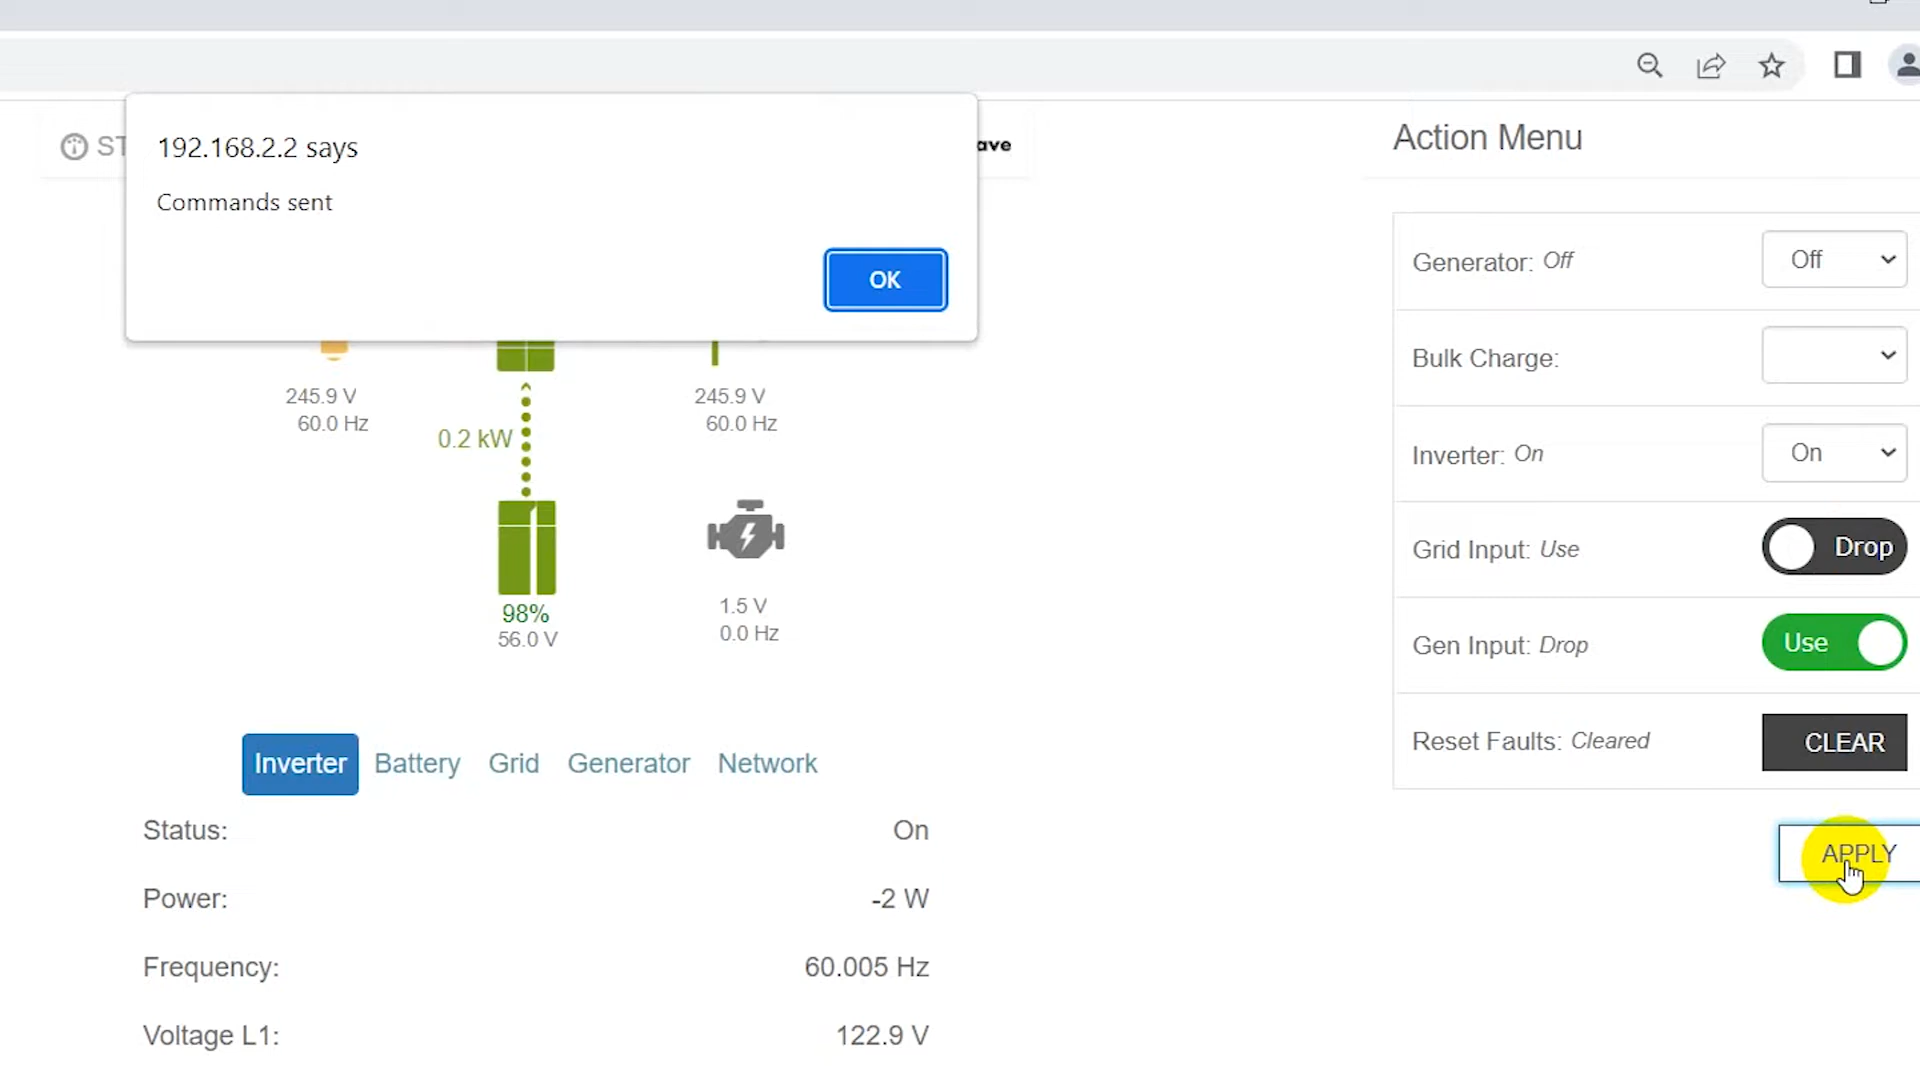 192.168.2.2 says
Commands sent
OK
ST
ave
245.9 V
60.0 Hz
0.2 kW
245.9 V
60.0 Hz
98%
56.0 V
1.5 V
0.0 Hz
Inverter Battery Grid Generator Network
Status: On
Power: -2 W
Frequency: 60.005 Hz
Voltage L1: 122.9 V
Action Menu
Generator: Off Off
Bulk Charge:
Inverter: On On
Grid Input: Use Drop
Gen Input: Drop Use
Reset Faults: Cleared CLEAR
APPLY